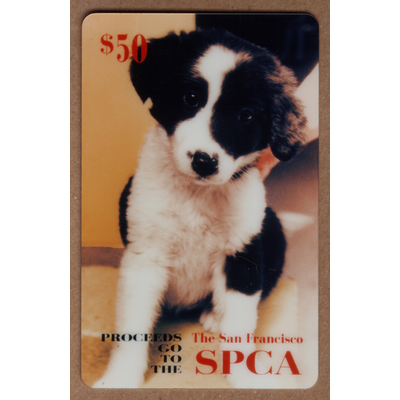 $50
PROCEEDS
GO
TO
THE
The San Francisco
SPCA